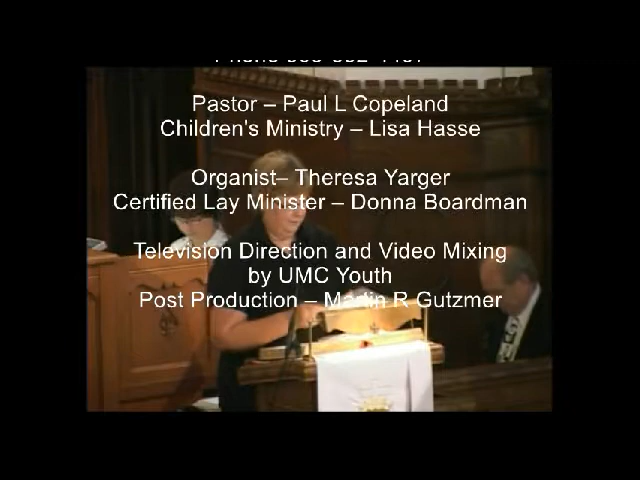 Pastor – Paul L Copeland
Children's Ministry – Lisa Hasse
Organist– Theresa Yarger
Certified Lay Minister – Donna Boardman
Television Direction and Video Mixing
by UMC Youth
Post Production – Martin R Gutzmer